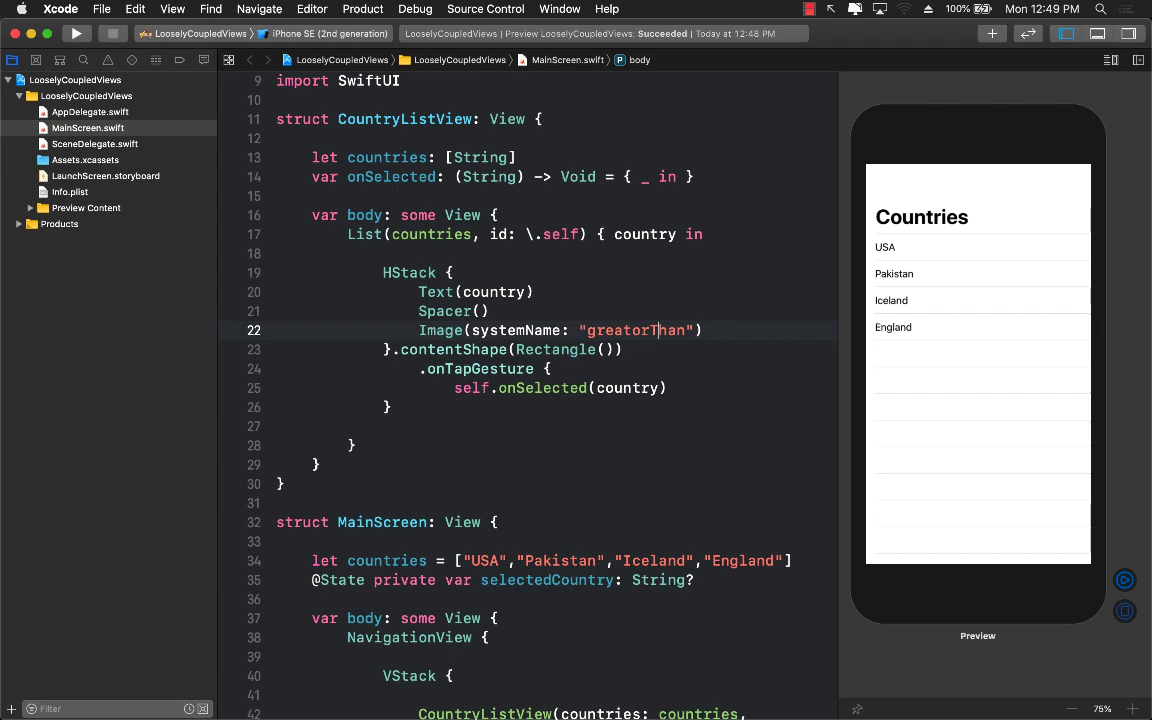 Xcode File Edit View Find Navigate Editor Product Debug Source Control Window Help 100% Mon 12:49 PM
LooselyCoupledViews iPhone SE (2nd generation) LooselyCoupledViews | Preview LooselyCoupledViews: Succeeded | Today at 12:48 PM
LooselyCoupledViews LooselyCoupledViews MainScreen.swift P body
LooselyCoupledViews
LooselyCoupledViews
AppDelegate.swift
MainScreen.swift
SceneDelegate.swift
Assets.xcassets
LaunchScreen.storyboard
Info.plist
Preview Content
Products
Filter
9 import SwiftUI
10
11 struct CountryListView: View {
12
13 let countries: [String]
14 var onSelected: (String) -> Void = { _ in }
15
16 var body: some View {
17 List(countries, id: \.self) { country in
18
19 HStack {
20 Text(country)
21 Spacer()
22 Image(systemName: "greatorThan")
23 }.contentShape(Rectangle())
24 .onTapGesture {
25 self.onSelected(country)
26 }
27
28 }
29 }
30 }
31
32 struct MainScreen: View {
33
34 let countries = ["USA","Pakistan","Iceland","England"]
35 @State private var selectedCountry: String?
36
37 var body: some View {
38 NavigationView {
39
40 VStack {
41
42 CountryListView(countries: countries,
Countries
USA
Pakistan
Iceland
England
Preview
75%